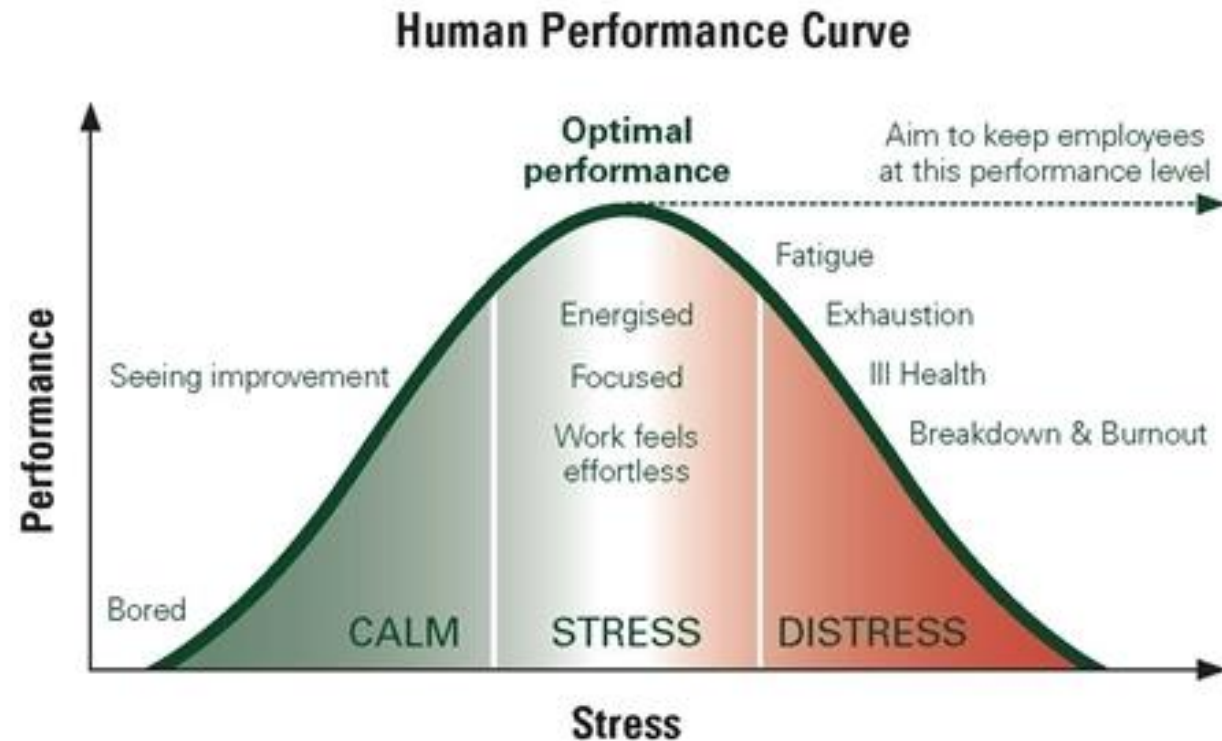 Human Performance Curve
Optimal
performance
Aim to keep employees
at this performance level
Fatigue
Energised
Exhaustion
Seeing improvement
Focused
Ill Health
Work feels
effortless
Breakdown & Burnout
Performance
Bored
CALM
STRESS
DISTRESS
Stress